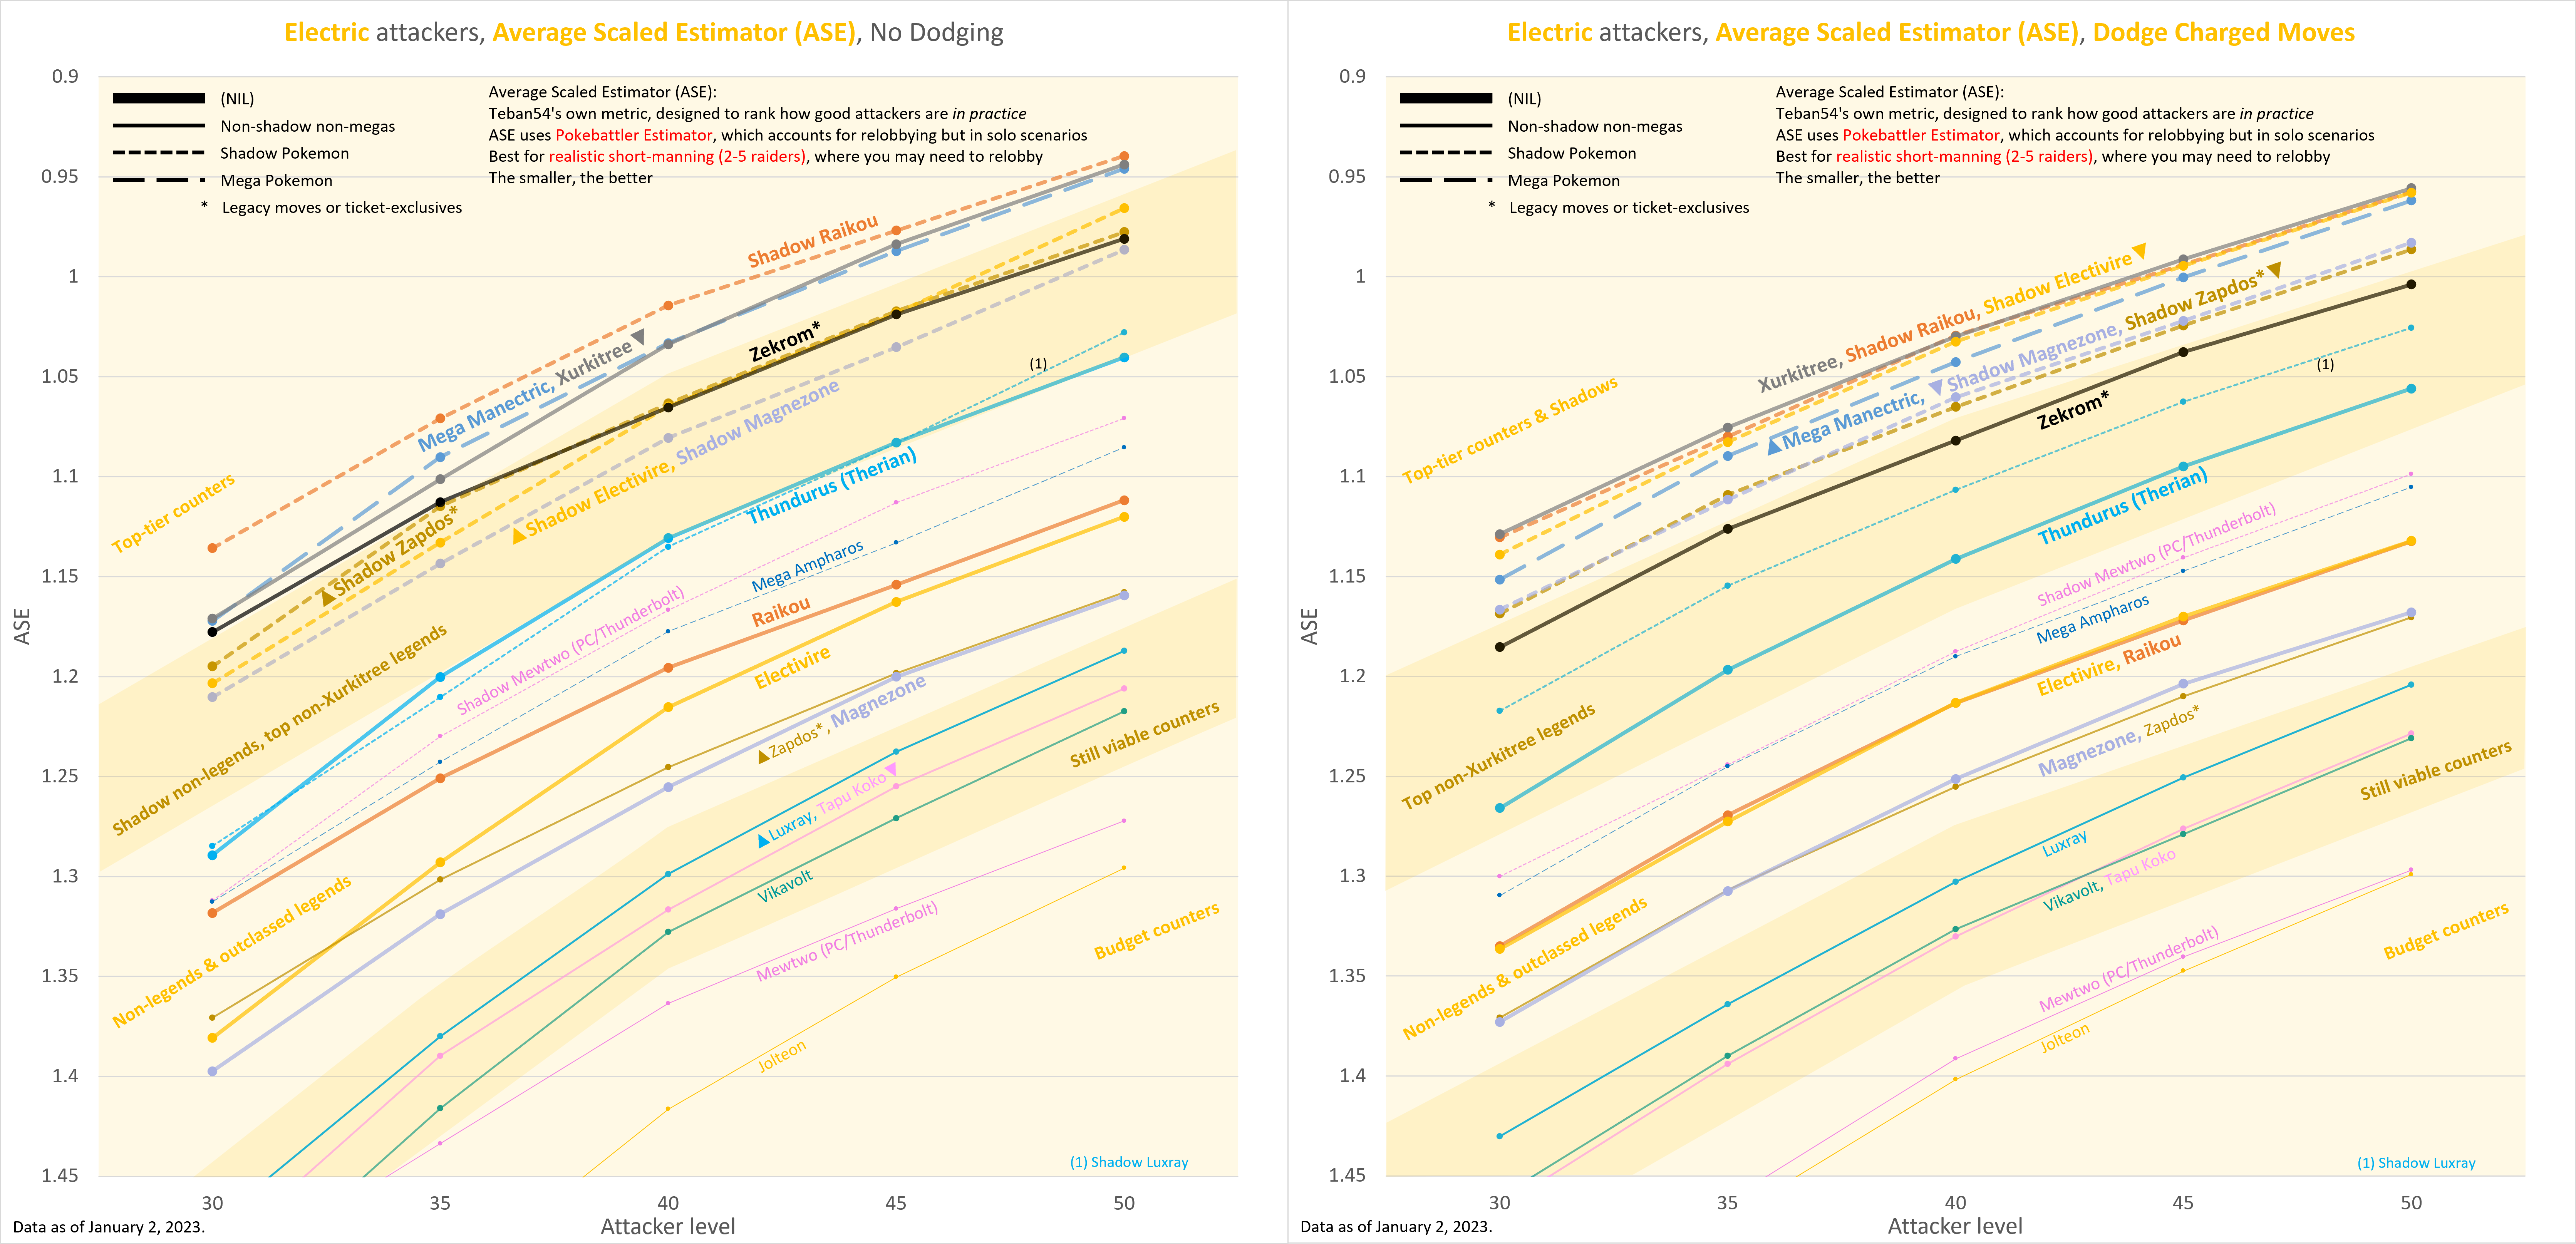 Electric attackers, Average Scaled Estimator (ASE), No Dodging
0.9
0.95
1
1.05
1.1
1.15
1.2
1.25
1.3
1.35
1.4
1.45
ASE
(NIL)
Non-shadow non-megas
Shadow Pokemon
Mega Pokemon
* Legacy moves or ticket-exclusives
Average Scaled Estimator (ASE):
Teban54's own metric, designed to rank how good attackers are in practice
ASE uses Pokebattler Estimator, which accounts for relobbying but in solo scenarios
Best for realistic short-manning (2-5 raiders), where you may need to relobby
The smaller, the better
Shadow Raikou
Mega Manectric, Xurkitree
Zekrom*
(1)
Top-tier counters
Shadow Zapdos*
Shadow Electivire, Shadow Magnezone
Thundurus (Therian)
Shadow Mewtwo (PC/Thunderbolt)
Mega Ampharos
Raikou
Electivire
Shadow non-legends, top non-Xurkitree legends
Zapdos*, Magnezone
Still viable counters
Luxray, Tapu Koko
Vikavolt
Non-legends & outclassed legends
Mewtwo (PC/Thunderbolt)
Budget counters
Jolteon
(1) Shadow Luxray
30
35
40
45
50
Attacker level
Data as of January 2, 2023.
Electric attackers, Average Scaled Estimator (ASE), Dodge Charged Moves
0.9
0.95
1
1.05
1.1
1.15
1.2
1.25
1.3
1.35
1.4
1.45
ASE
(NIL)
Non-shadow non-megas
Shadow Pokemon
Mega Pokemon
* Legacy moves or ticket-exclusives
Average Scaled Estimator (ASE):
Teban54's own metric, designed to rank how good attackers are in practice
ASE uses Pokebattler Estimator, which accounts for relobbying but in solo scenarios
Best for realistic short-manning (2-5 raiders), where you may need to relobby
The smaller, the better
Xurkitree, Shadow Raikou, Shadow Electivire
Mega Manectric, Shadow Magnezone, Shadow Zapdos*
(1)
Top-tier counters & Shadows
Zekrom*
Thundurus (Therian)
Shadow Mewtwo (PC/Thunderbolt)
Mega Ampharos
Electivire, Raikou
Top non-Xurkitree legends
Magnezone, Zapdos*
Still viable counters
Luxray
Vikavolt, Tapu Koko
Non-legends & outclassed legends
Mewtwo (PC/Thunderbolt)
Budget counters
Jolteon
(1) Shadow Luxray
30
35
40
45
50
Attacker level
Data as of January 2, 2023.